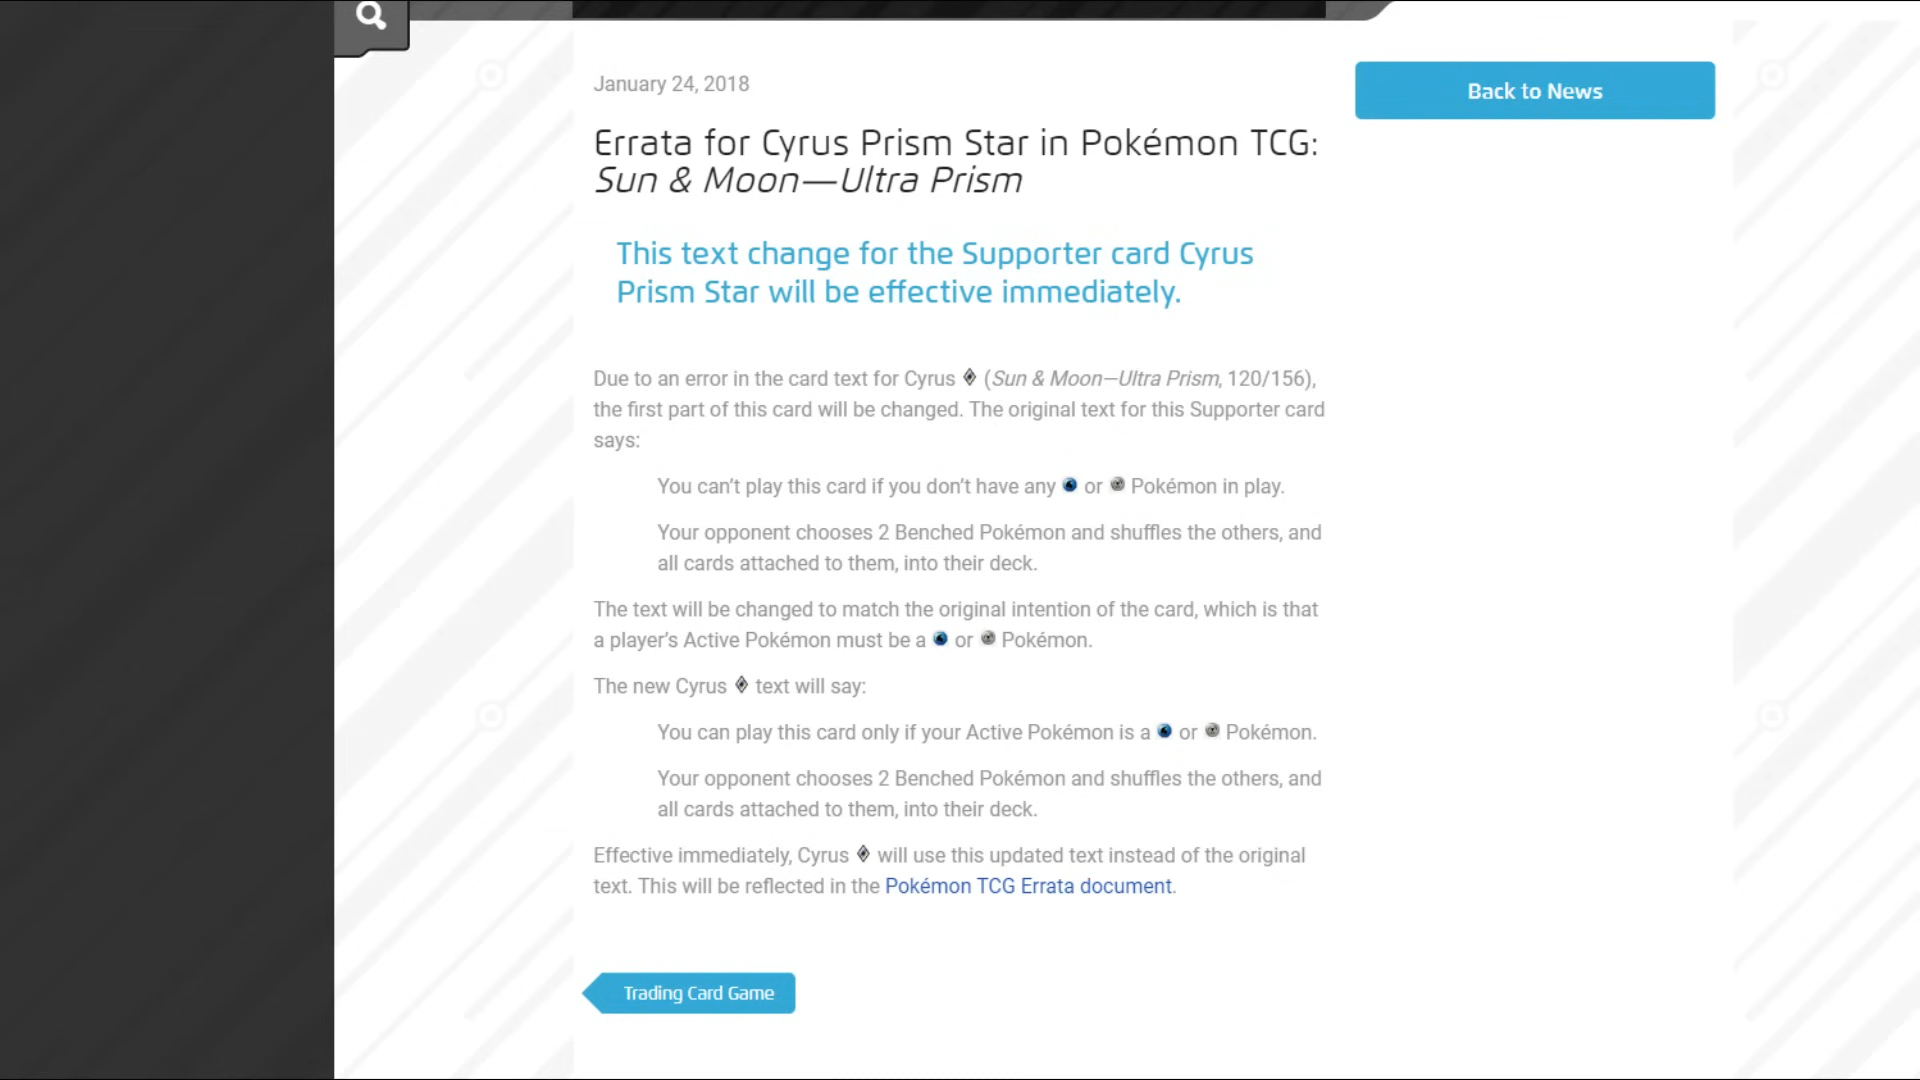 January 24, 2018
Back to News
Errata for Cyrus Prism Star in Pokémon TCG:
Sun & Moon—Ultra Prism
This text change for the Supporter card Cyrus
Prism Star will be effective immediately.
Due to an error in the card text for Cyrus (Sun & Moon—Ultra Prism, 120/156),
the first part of this card will be changed. The original text for this Supporter card
says:
You can’t play this card if you don’t have any or Pokémon in play.
Your opponent chooses 2 Benched Pokémon and shuffles the others, and
all cards attached to them, into their deck.
The text will be changed to match the original intention of the card, which is that
a player’s Active Pokémon must be a or Pokémon.
The new Cyrus text will say:
You can play this card only if your Active Pokémon is a or Pokémon.
Your opponent chooses 2 Benched Pokémon and shuffles the others, and
all cards attached to them, into their deck.
Effective immediately, Cyrus will use this updated text instead of the original
text. This will be reflected in the Pokémon TCG Errata document.
Trading Card Game